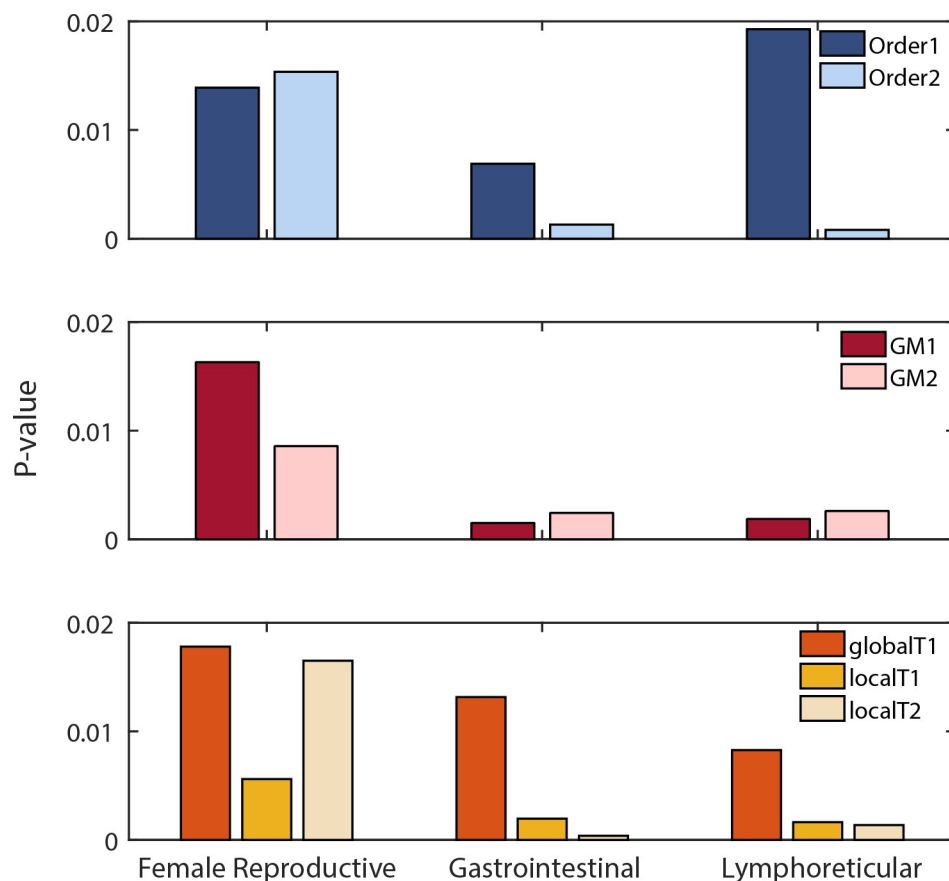 0.02
0.01
0
Order1
Order2
0.02
0.01
0
GM1
GM2
P-value
0.02
0.01
0
globalT1
localT1
localT2
Female Reproductive
Gastrointestinal
Lymphoreticular